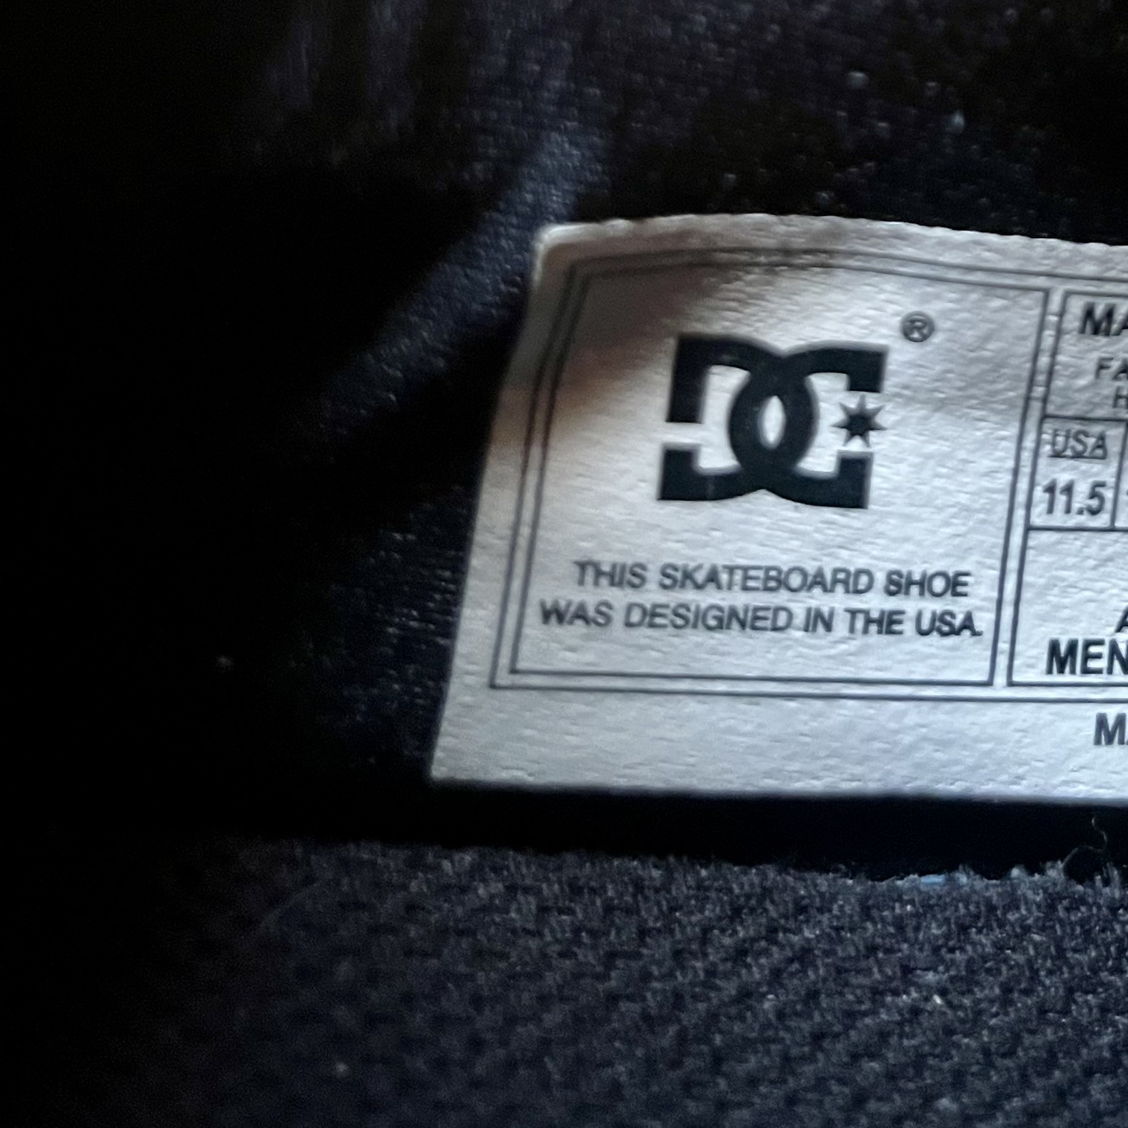 DC®
THIS SKATEBOARD SHOE
WAS DESIGNED IN THE USA.
USA
11.5
MEN